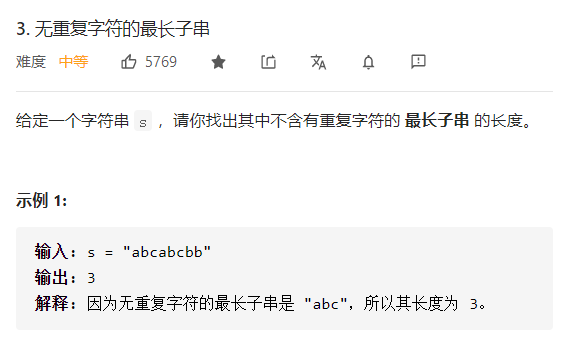 3. 无重复字符的最长子串
难度 中等 5769
给定一个字符串 s ，请你找出其中不含有重复字符的 最长子串 的长度。
示例 1:
输入: s = "abcabcbb"
输出: 3
解释: 因为无重复字符的最长子串是 "abc"，所以其长度为 3。